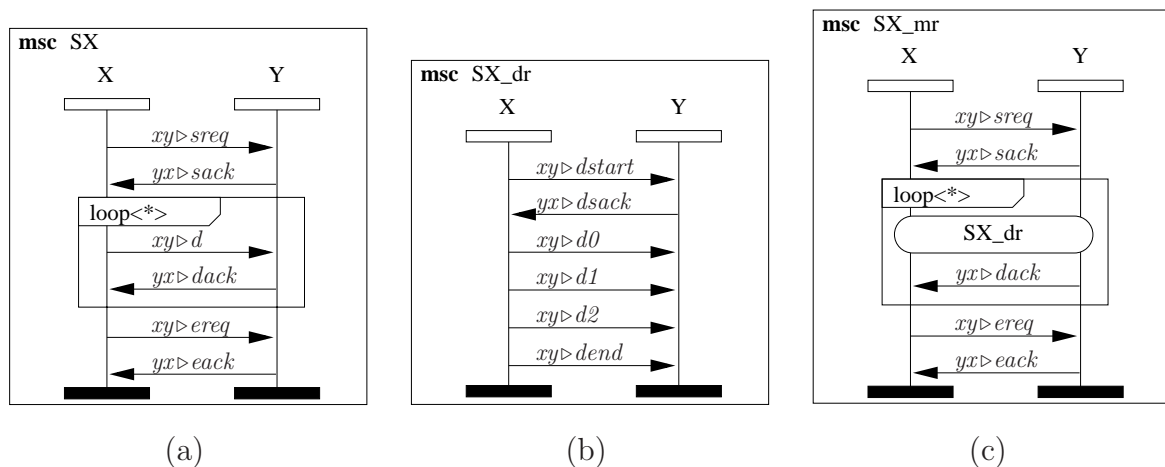 msc SX
X Y
xy▷sreq
yx▷sack
loop<*>
xy▷d
yx▷dack
xy▷ereq
yx▷eack
(a)
msc SX_dr
X Y
xy▷dstart
yx▷dsack
xy▷d0
xy▷d1
xy▷d2
xy▷dend
(b)
msc SX_mr
X Y
xy▷sreq
yx▷sack
loop<*>
SX_dr
yx▷dack
xy▷ereq
yx▷eack
(c)